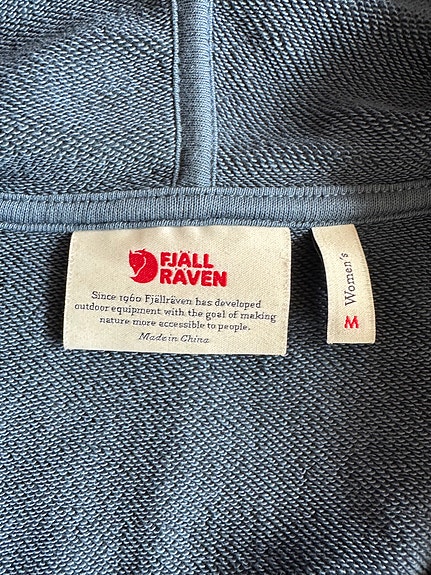 FJÄLL
RÄVEN
Since 1960 Fjällräven has developed
outdoor equipment with the goal of making
nature more accessible to people.
Made in China
Women's
M